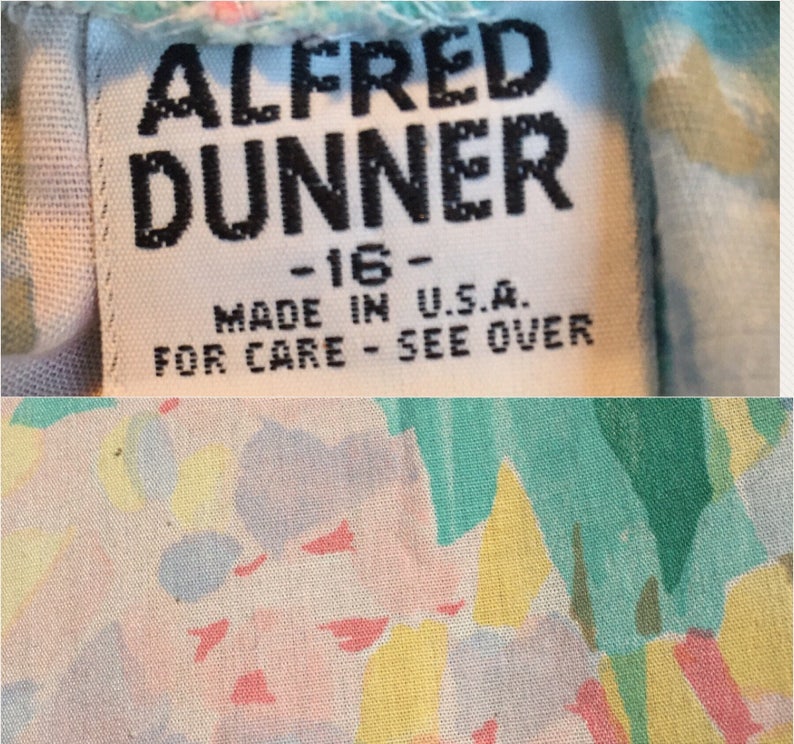 ALFRED
DUNNER
-16-
MADE IN U.S.A.
FOR CARE - SEE OVER